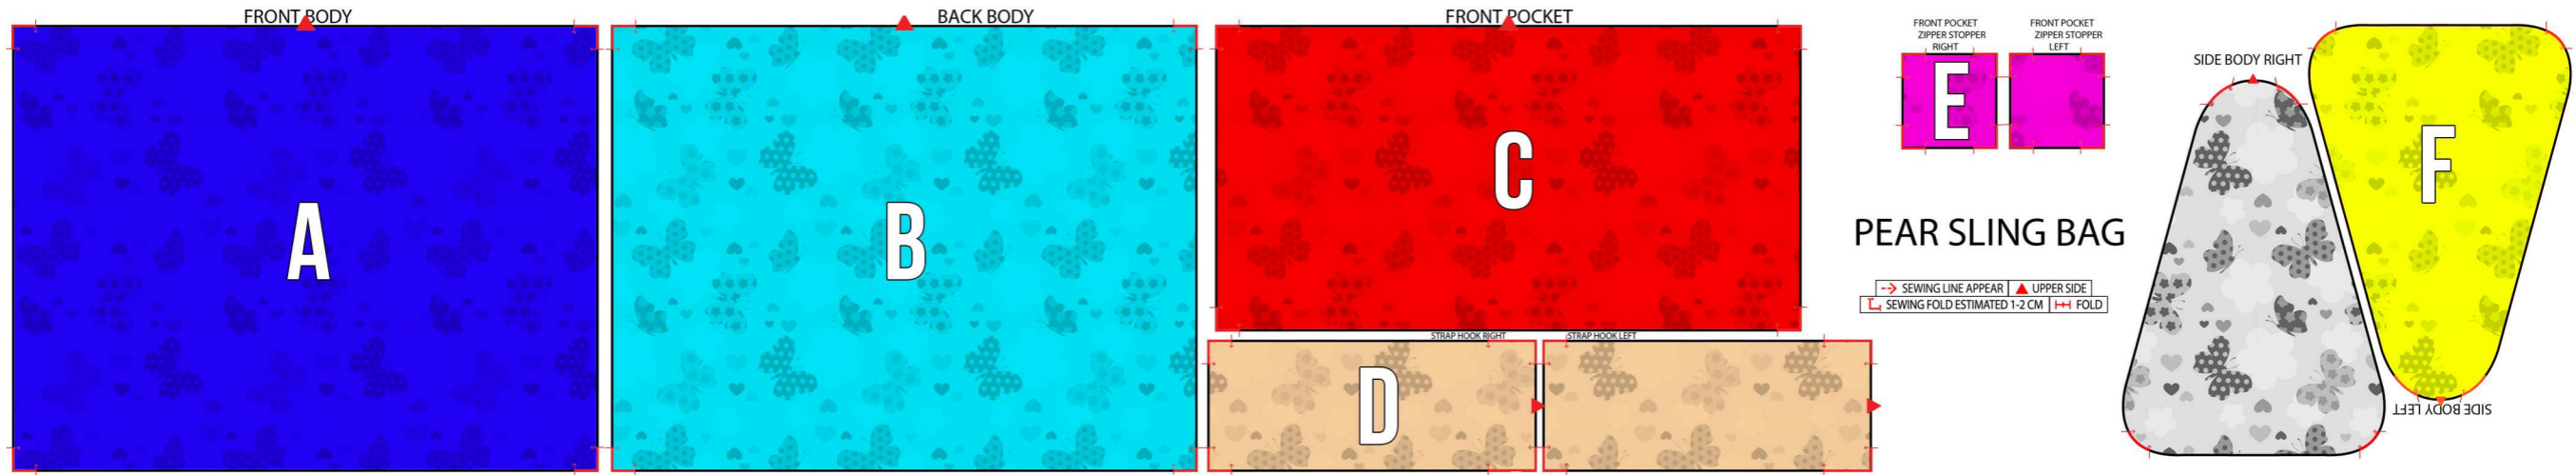 FRONT BODY
A
BACK BODY
B
FRONT POCKET
C
STRAP HOOK RIGHT
STRAP HOOK LEFT
D
FRONT POCKET
ZIPPER STOPPER
RIGHT
E
FRONT POCKET
ZIPPER STOPPER
LEFT
PEAR SLING BAG
SEWING LINE APPEAR
UPPER SIDE
SEWING FOLD ESTIMATED 1-2 CM
FOLD
SIDE BODY RIGHT
F
SIDE BODY LEFT